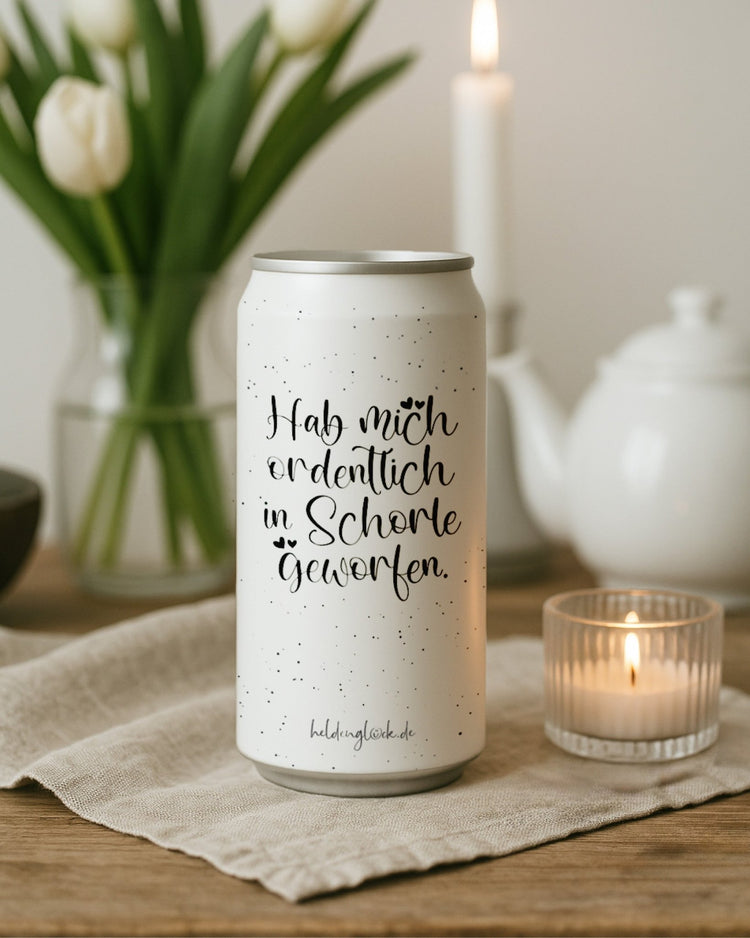 Hab mich
ordentlich
in Schorle
geworfen.
heldenglück.de